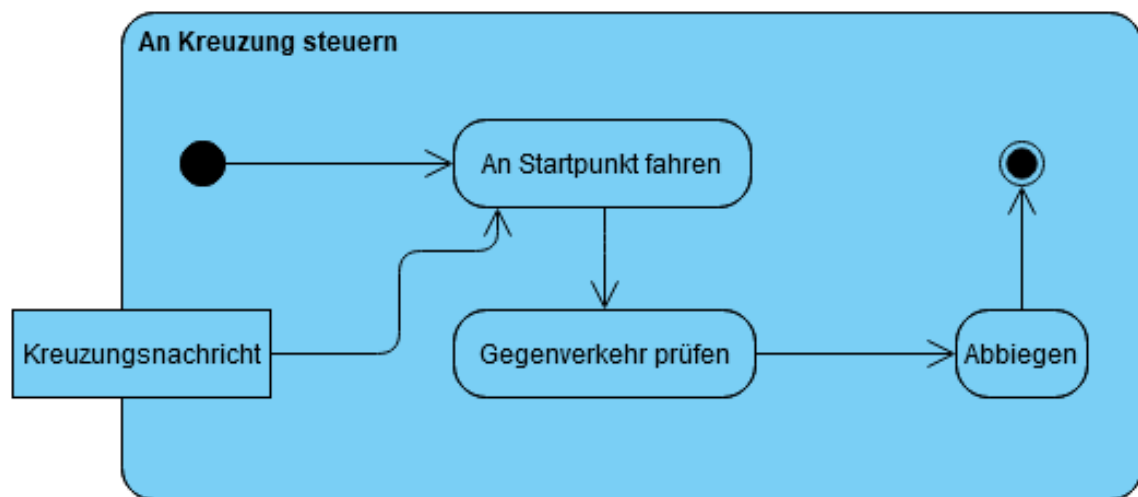 An Kreuzung steuern
An Startpunkt fahren
Kreuzungsnachricht
Gegenverkehr prüfen
Abbiegen